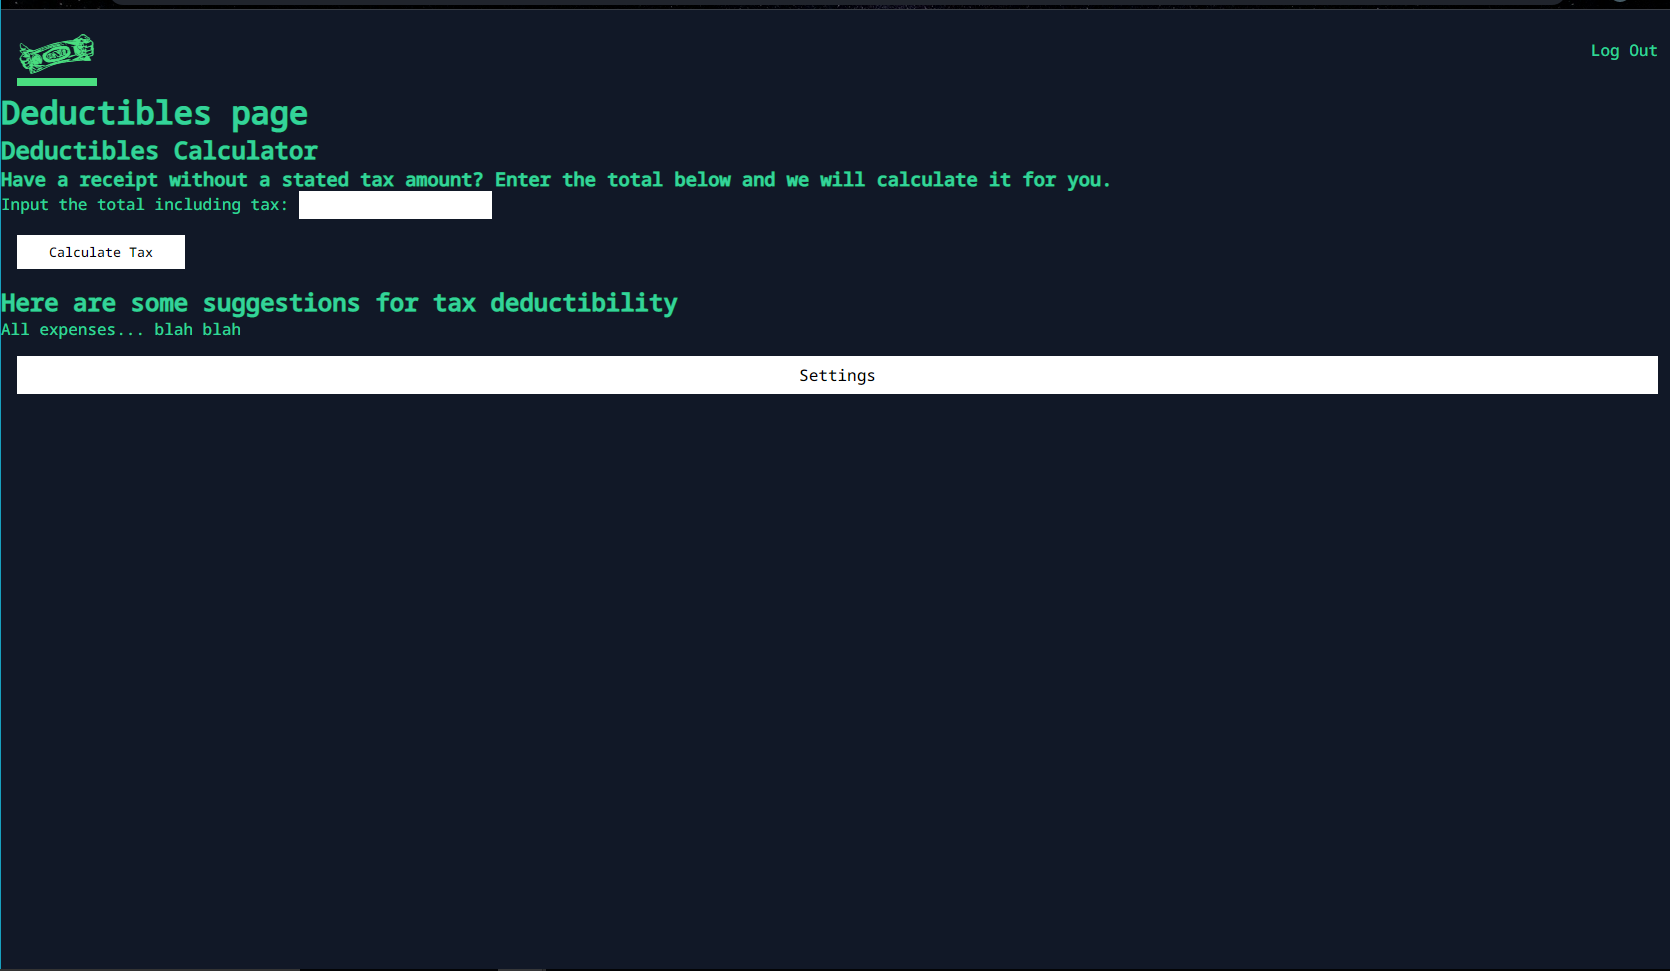 Log Out
Deductibles page
Deductibles Calculator
Have a receipt without a stated tax amount? Enter the total below and we will calculate it for you.
Input the total including tax:
Calculate Tax
Here are some suggestions for tax deductibility
All expenses... blah blah
Settings